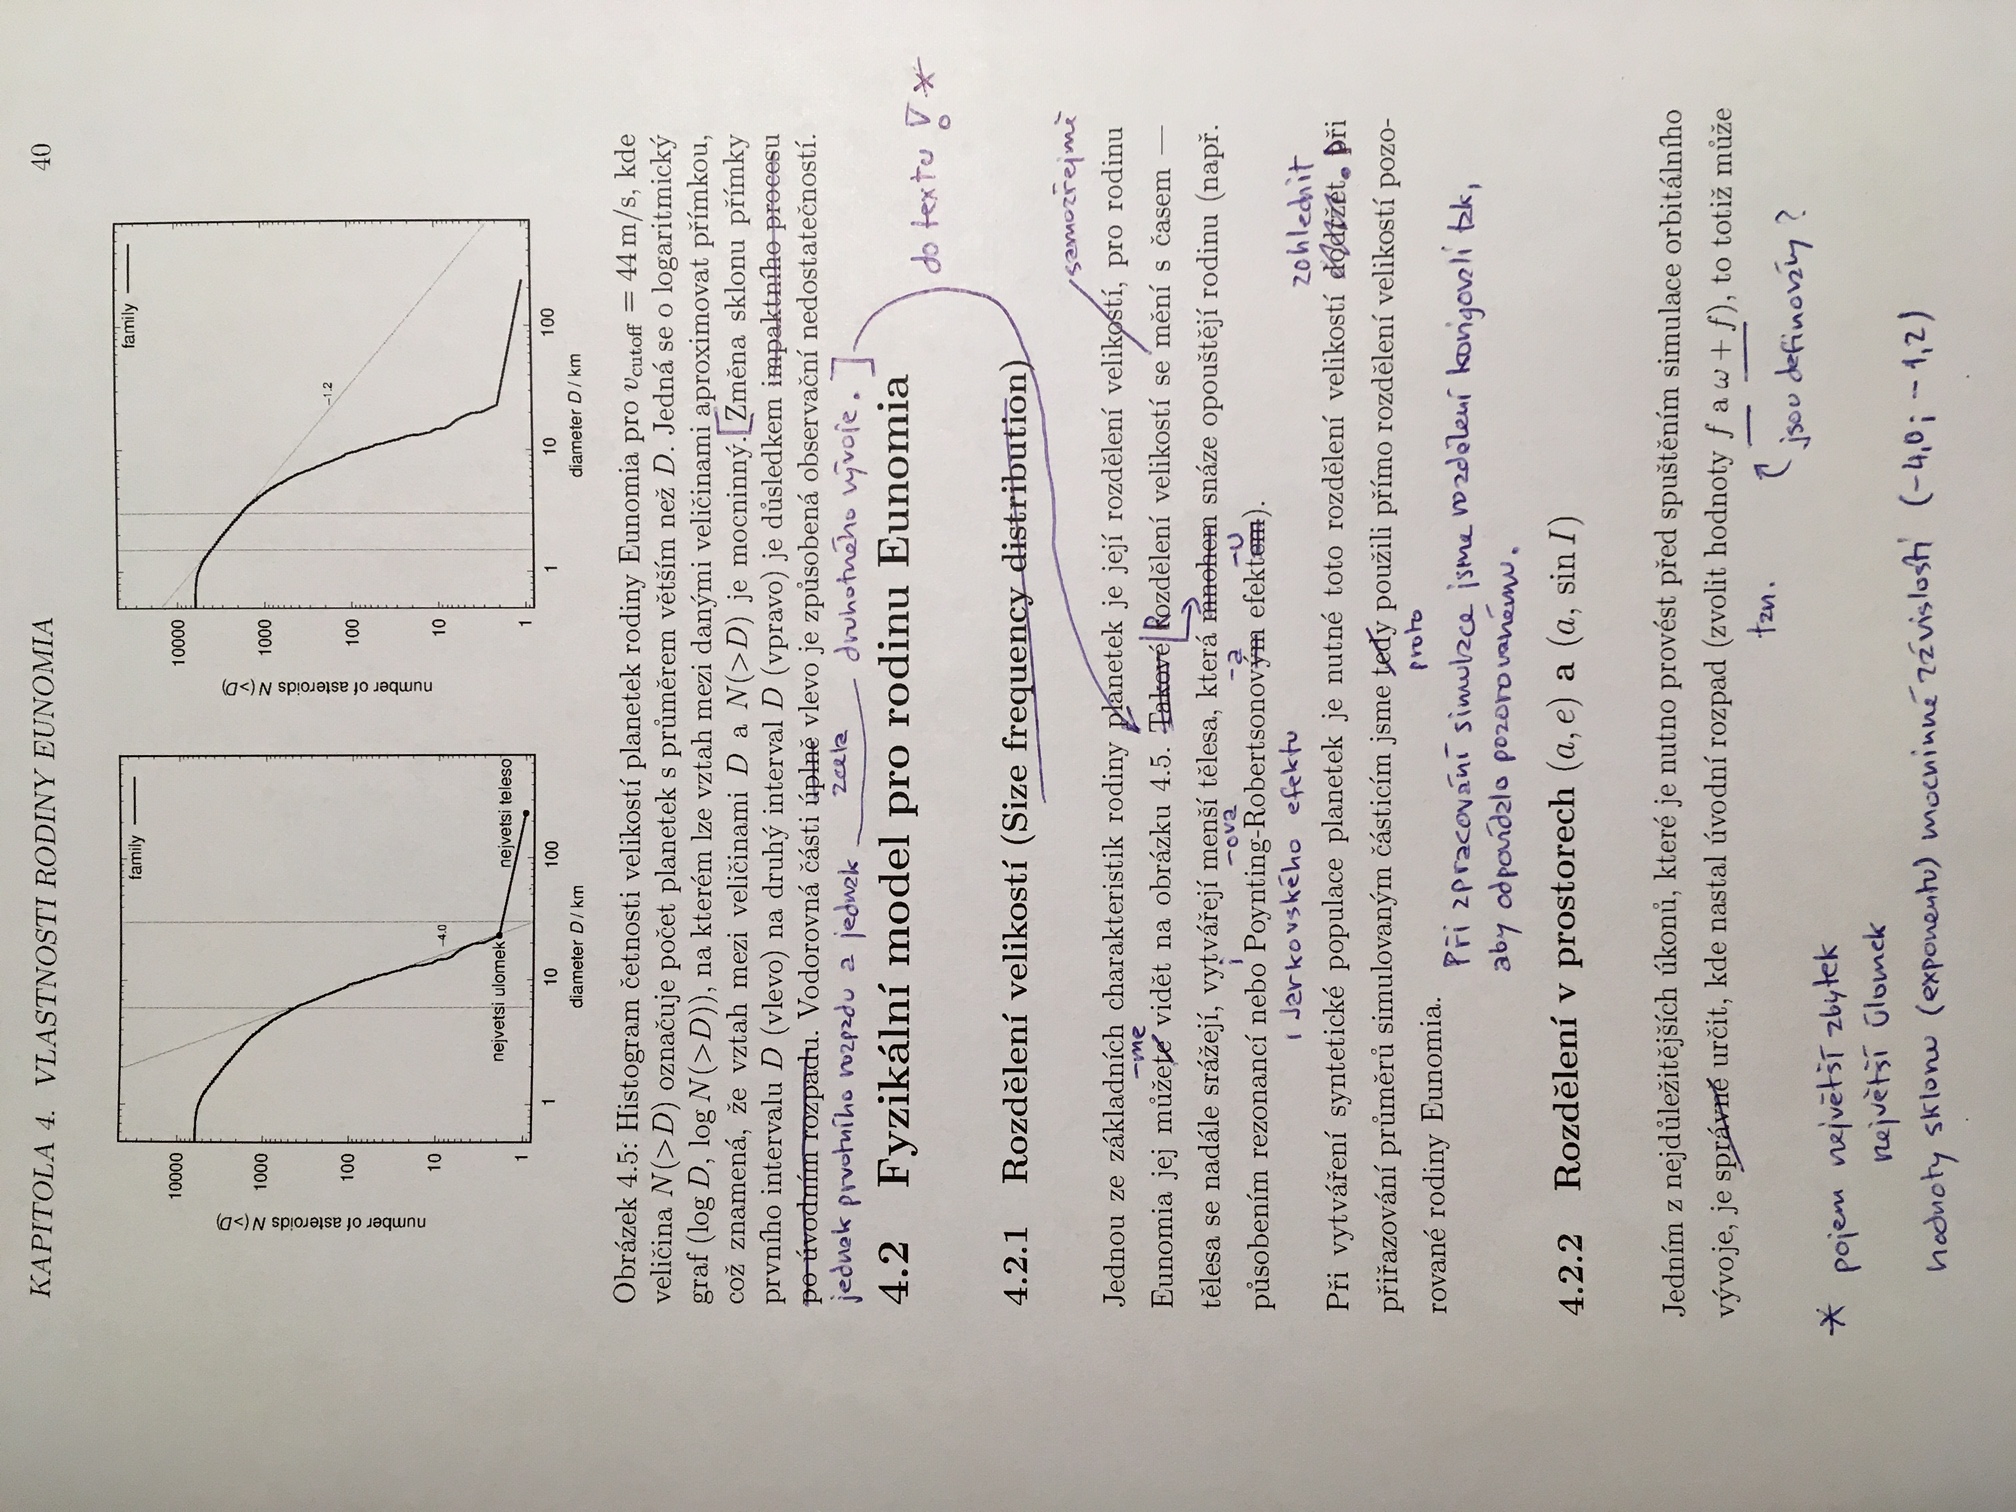 KAPITOLA 4. VLASTNOSTI RODINY EUNOMIA 40
family
10000
1000
100
10
1
number of asteroids N(>D)
−4.0
nejvetsi ulomek
nejvetsi teleso
1 10 100
diameter D / km
family
10000
1000
100
10
1
number of asteroids N(>D)
−1.2
1 10 100
diameter D / km
Obrázek 4.5: Histogram četnosti velikostí planetek rodiny Eunomia pro vcutoff = 44 m/s, kde
veličina N(>D) označuje počet planetek s průměrem větším než D. Jedná se o logaritmický
graf (log D, log N(>D)), na kterém lze vztah mezi danými veličinami aproximovat přímkou,
což znamená, že vztah mezi veličinami D a N(>D) je mocninný. [Změna sklonu přímky
prvního intervalu D (vlevo) na druhý interval D (vpravo) je důsledkem impaktního procesu
po úvodním rozpadu. Vodorovná části úplně vlevo je způsobená observační nedostatečností.
zcela
jednak prvotního rozpadu a jednak druhotného vývoje.]
4.2 Fyzikální model pro rodinu Eunomia
do textu ! *
4.2.1 Rozdělení velikostí (Size frequency distribution)
samozřejmě
Jednou ze základních charakteristik rodiny planetek je její rozdělení velikostí, pro rodinu
-me
Eunomia jej můžete vidět na obrázku 4.5. Takové Rozdělení velikostí se mění s časem —
tělesa se nadále srážejí, vytvářejí menší tělesa, která mnohem snáze opouštějí rodinu (např.
i -ova -a -u
působením rezonancí nebo Poynting-Robertsonovým efektem).
i Jarkovského efektu
zohlednit
Při vytváření syntetické populace planetek je nutné toto rozdělení velikostí dodržet. Při
přiřazování průměrů simulovaným částicím jsme tedy použili přímo rozdělení velikostí pozo-
proto
rované rodiny Eunomia.
Při zpracování simulace jsme rozdělení korigovali tak,
aby odpovídalo pozorovanému.
4.2.2 Rozdělení v prostorech (a, e) a (a, sin I)
Jedním z nejdůležitějších úkonů, které je nutno provést před spuštěním simulace orbitálního
vývoje, je správně určit, kde nastal úvodní rozpad (zvolit hodnoty f a ω + f), to totiž může
tzn.
jsou definovány?
* pojem největší zbytek
největší úlomek
hodnoty sklonu (exponentu) mocninné závislosti (-4,0; -1,2)